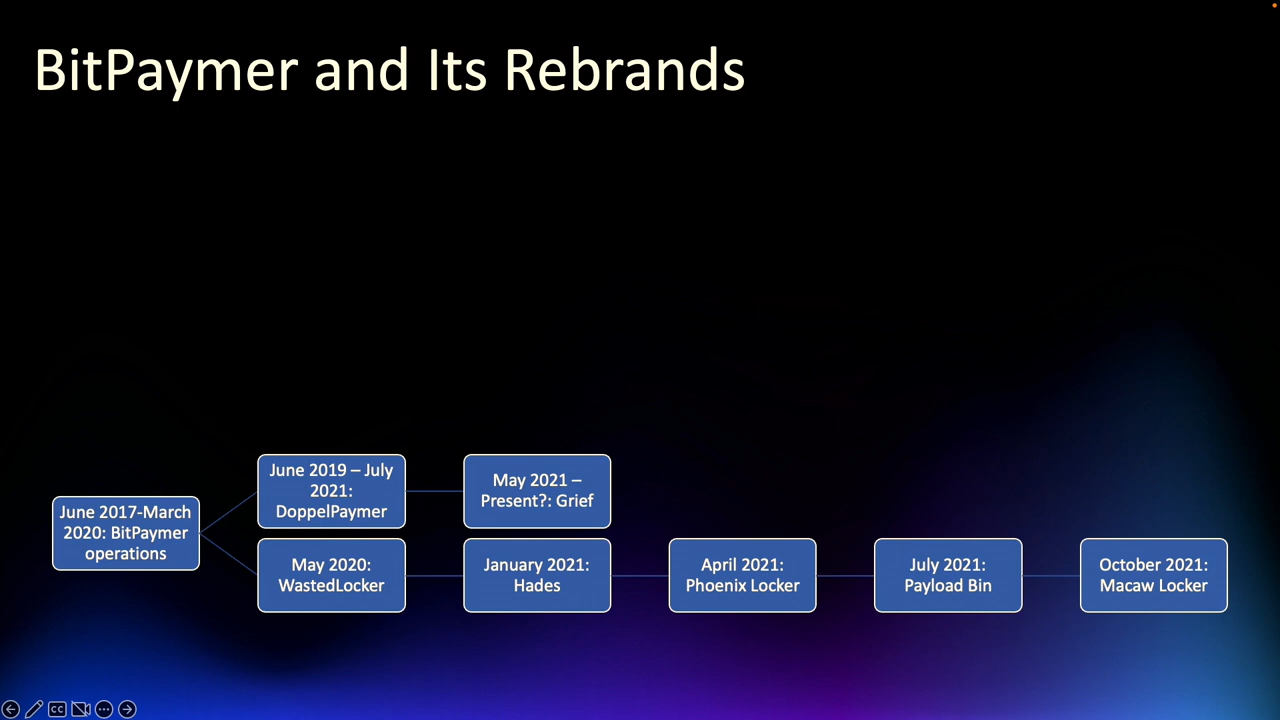 BitPaymer and Its Rebrands
June 2017-March
2020: BitPaymer
operations
June 2019 – July
2021:
DoppelPaymer
May 2021 –
Present?: Grief
May 2020:
WastedLocker
January 2021:
Hades
April 2021:
Phoenix Locker
July 2021:
Payload Bin
October 2021:
Macaw Locker
CC